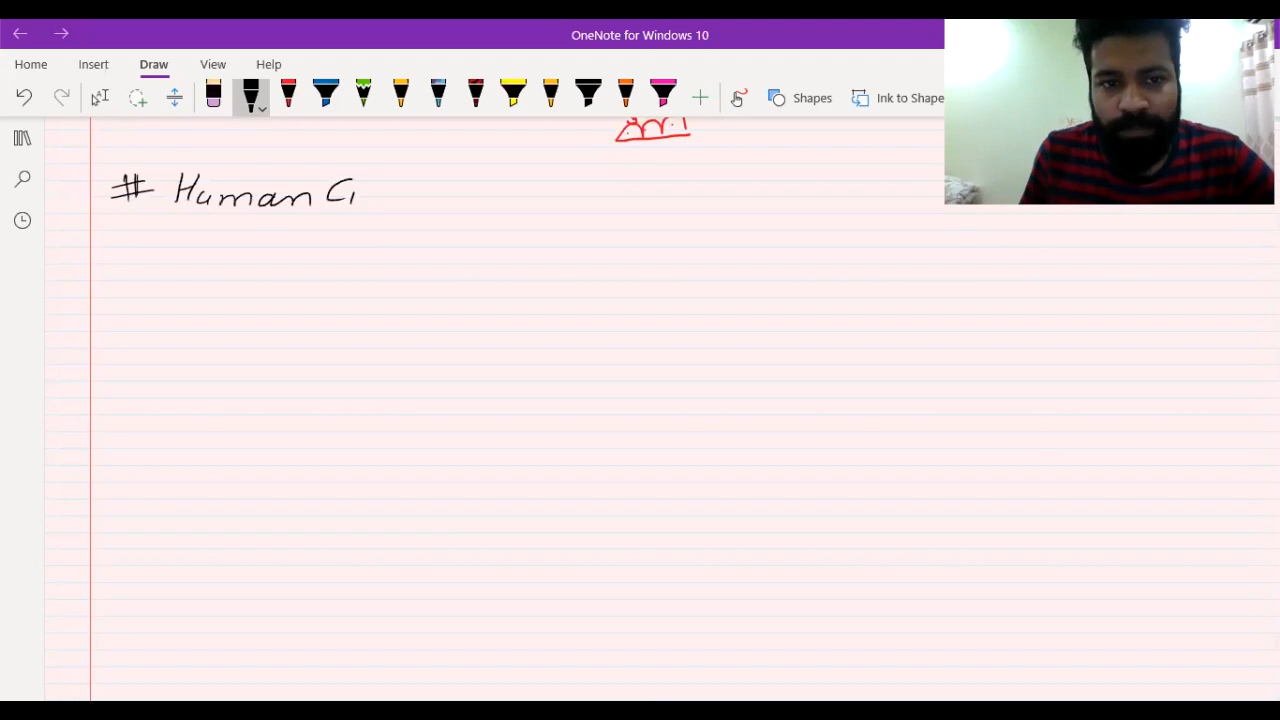 OneNote for Windows 10
Home Insert Draw View Help
Shapes Ink to Shape
# Human